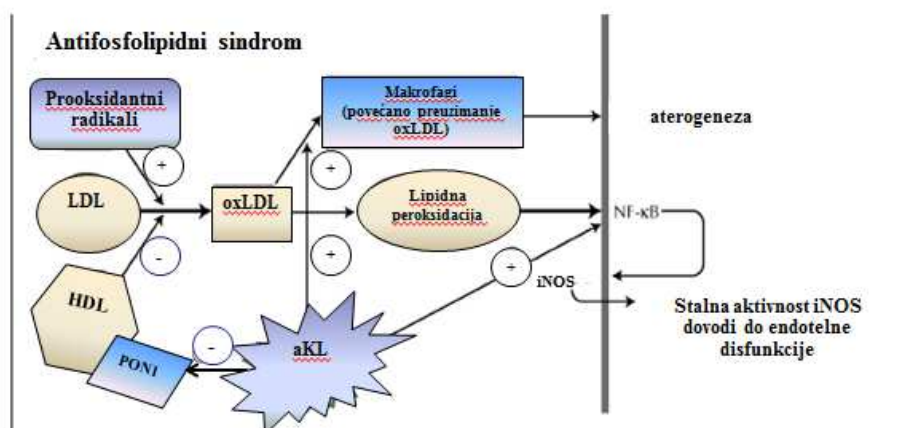 Antifosfolipidni sindrom
Prooksidantni
radikali
Makrofagi
(povećano preuzimanje
oxLDL)
aterogeneza
+
+
LDL
oxLDL
Lipidna
peroksidacija
NF-κB
-
+
+
iNOS
HDL
Stalna aktivnost iNOS
dovodi do endotelne
disfunkcije
PONI
-
aKL